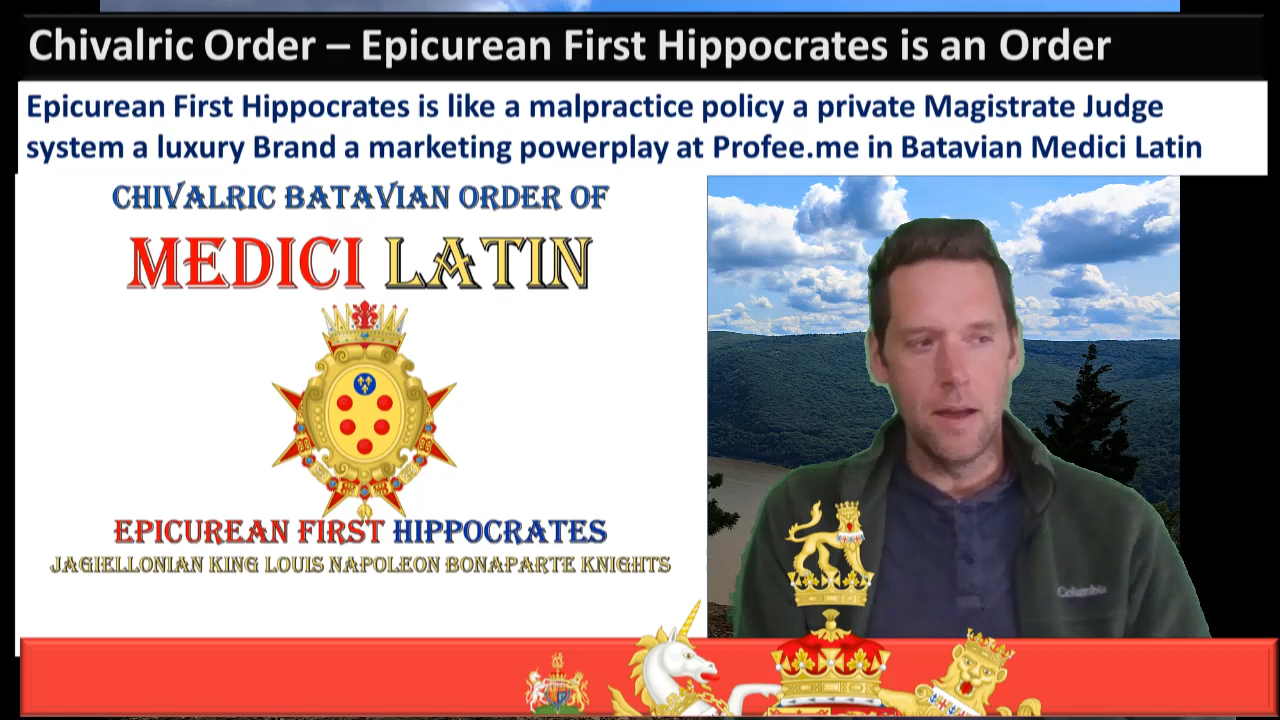 Chivalric Order – Epicurean First Hippocrates is an Order
Epicurean First Hippocrates is like a malpractice policy a private Magistrate Judge
system a luxury Brand a marketing powerplay at Profee.me in Batavian Medici Latin
CHIVALRIC BATAVIAN ORDER OF
MEDICI LATIN
EPICUREAN FIRST HIPPOCRATES
JAGIELLONIAN KING LOUIS NAPOLEON BONAPARTE KNIGHTS
Columbia